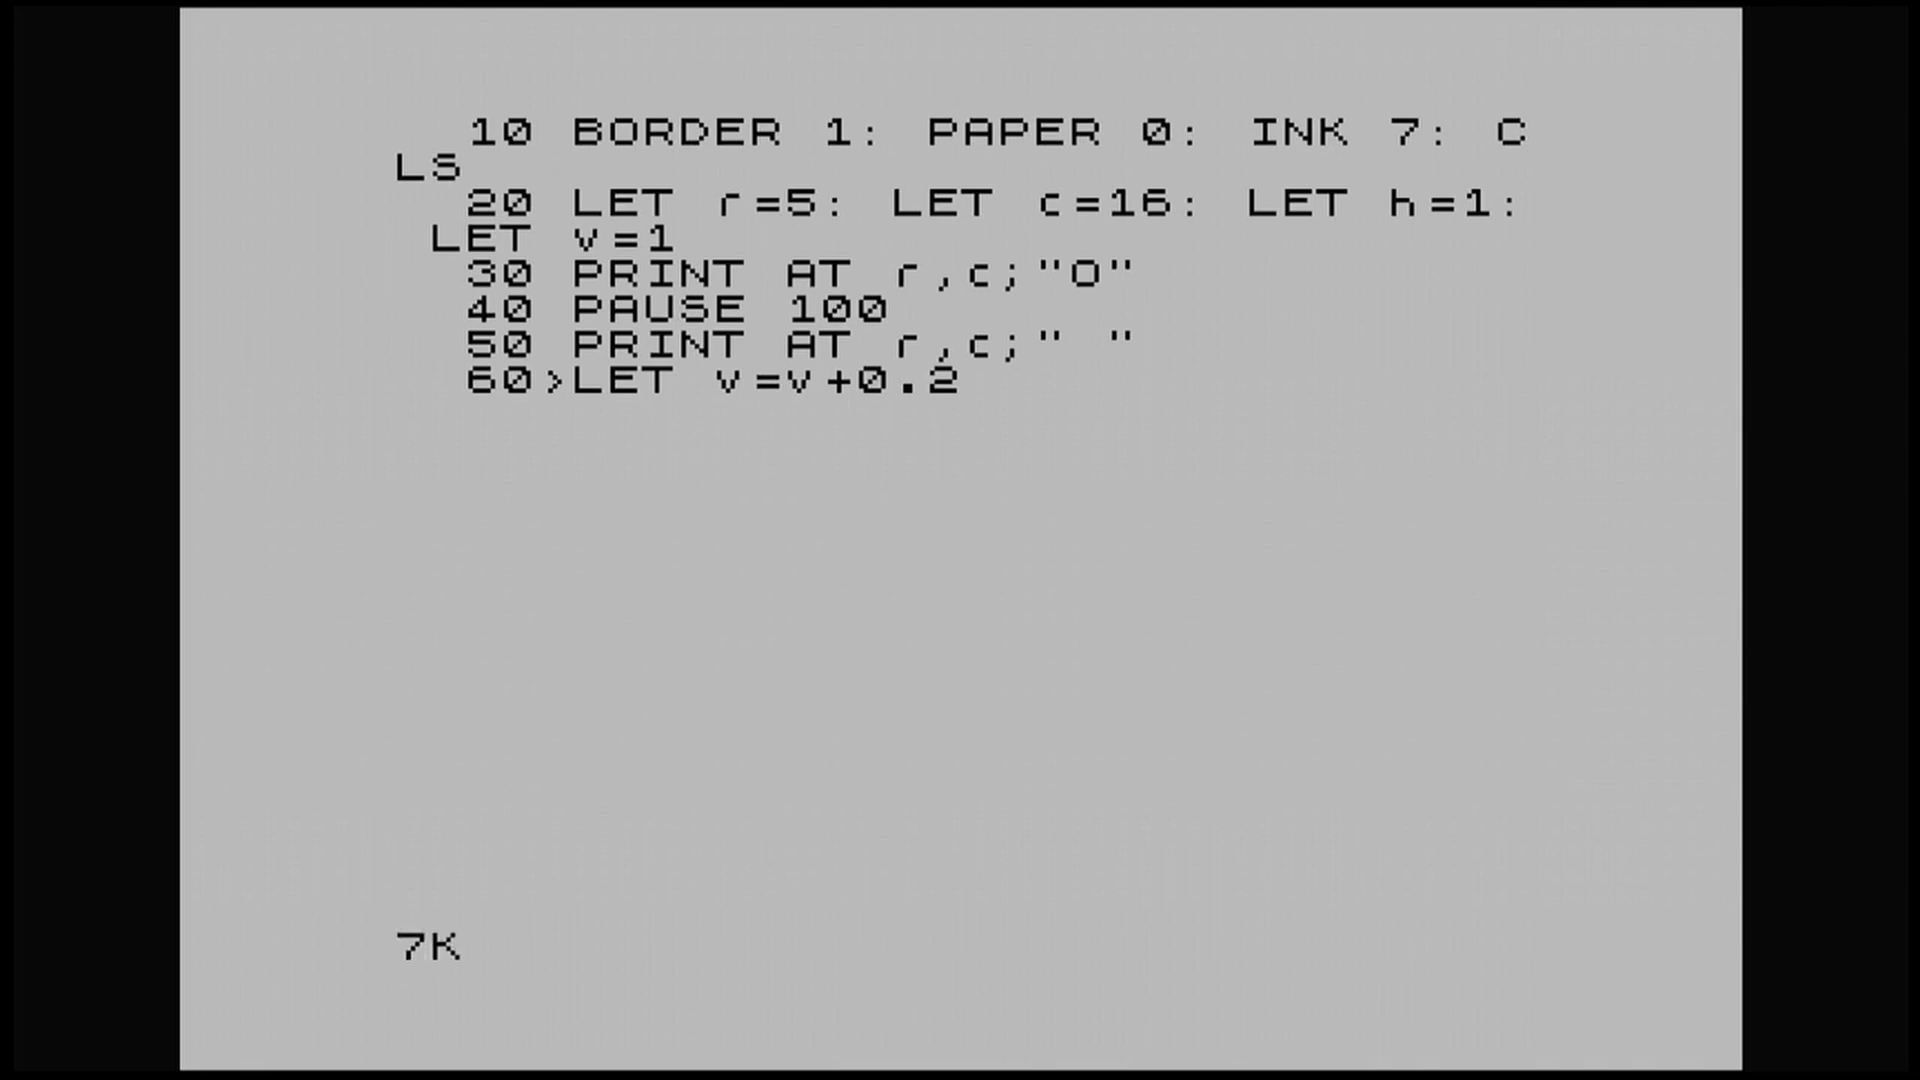 10 BORDER 1: PAPER 0: INK 7: C
LS
20 LET r=5: LET c=16: LET h=1:
LET v=1
30 PRINT AT r,c;"O"
40 PAUSE 100
50 PRINT AT r,c;" "
60>LET v=v+0.2
7K